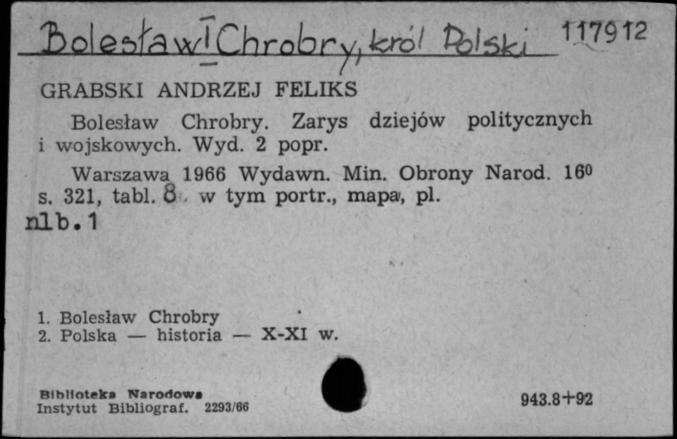 Bolesław I Chrobry, król Polski 117912
GRABSKI ANDRZEJ FELIKS
Bolesław Chrobry. Zarys dziejów politycznych
i wojskowych. Wyd. 2 popr.
Warszawa 1966 Wydawn. Min. Obrony Narod. 16⁰
s. 321, tabl. 8 w tym portr., mapa, pl.
nlb. 1
1. Bolesław Chrobry
2. Polska — historia — X-XI w.
Biblioteka Narodowa
Instytut Bibliograf. 2293/66
943.8+92